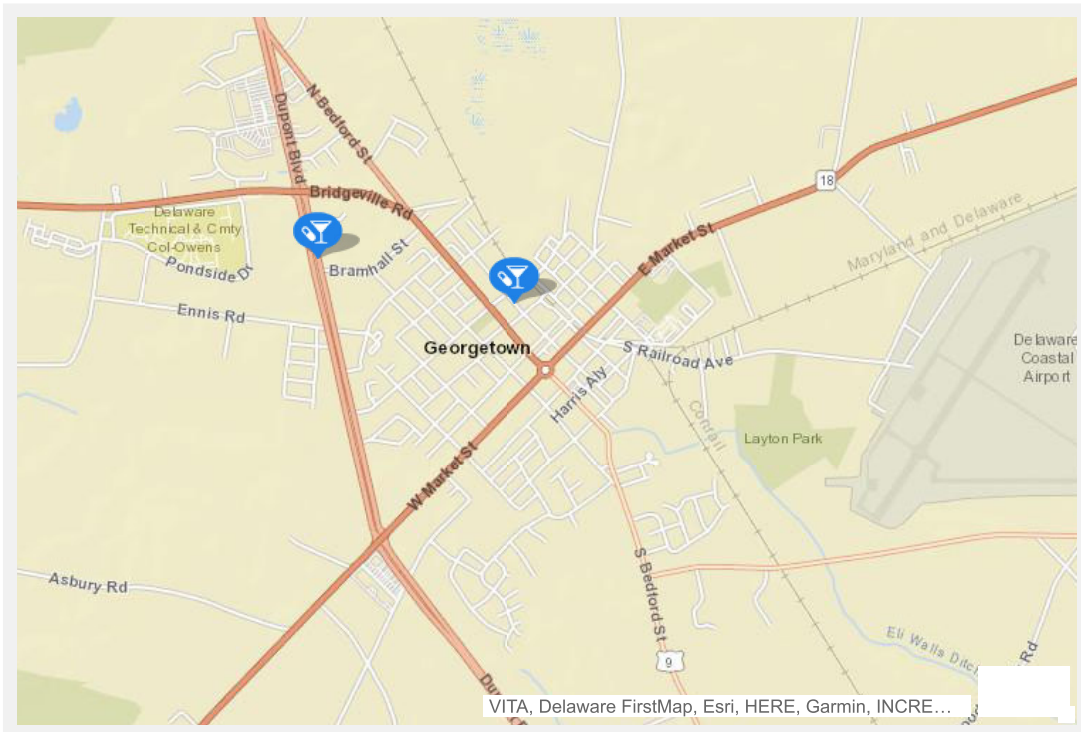 N Bedford St
Dupont Blvd
Bridgeville Rd
18
Delaware
Technical & Cmty
Col-Owens
Pondside Dr
Bramhall St
E Market St
Maryland and Delaware
Ennis Rd
Georgetown
S Railroad Ave
Delaware
Coastal
Airport
Harris Aly
Conrail
Layton Park
W Market St
Asbury Rd
S Bedford St
9
Eli Walls Ditch
Rd
VITA, Delaware FirstMap, Esri, HERE, Garmin, INCRE…